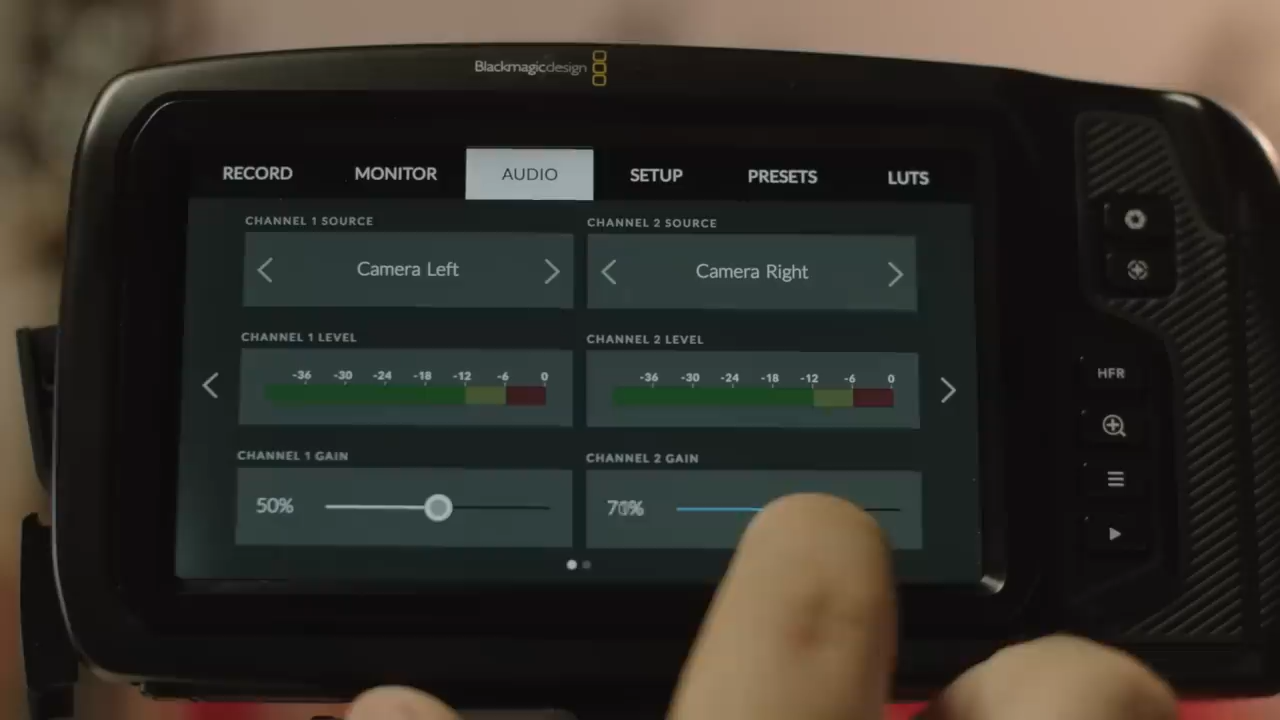 Blackmagicdesign
RECORD MONITOR AUDIO SETUP PRESETS LUTS
CHANNEL 1 SOURCE CHANNEL 2 SOURCE
Camera Left Camera Right
CHANNEL 1 LEVEL CHANNEL 2 LEVEL
-36 -30 -24 -18 -12 -6 0 -36 -30 -24 -18 -12 -6 0
CHANNEL 1 GAIN CHANNEL 2 GAIN
50%
HFR